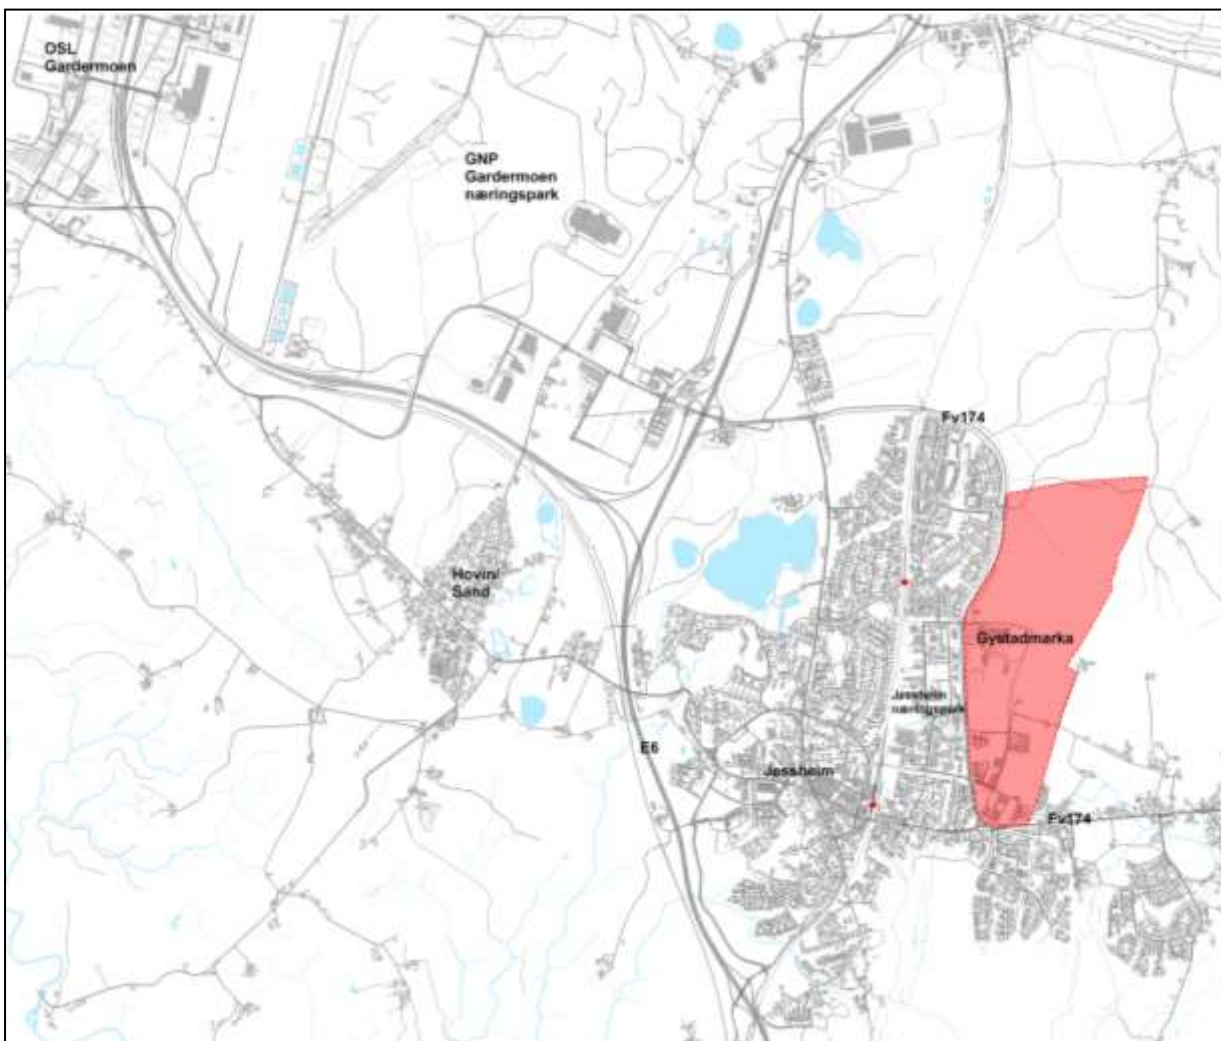 OSL
Gardermoen
GNP
Gardermoen
næringspark
Fv174
Hovin/
Sand
Gystadmarka
Jessheim
næringspark
E6
Jessheim
Fv174